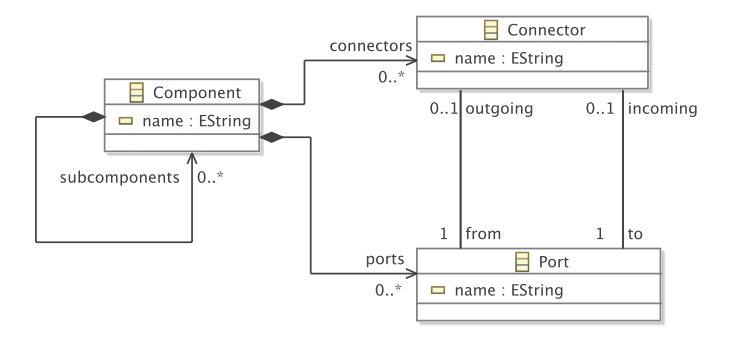 Connector
connectors
name : EString
0..*
Component
name : EString
0..1 outgoing
0..1 incoming
subcomponents 0..*
1 from
1 to
ports
Port
0..*
name : EString